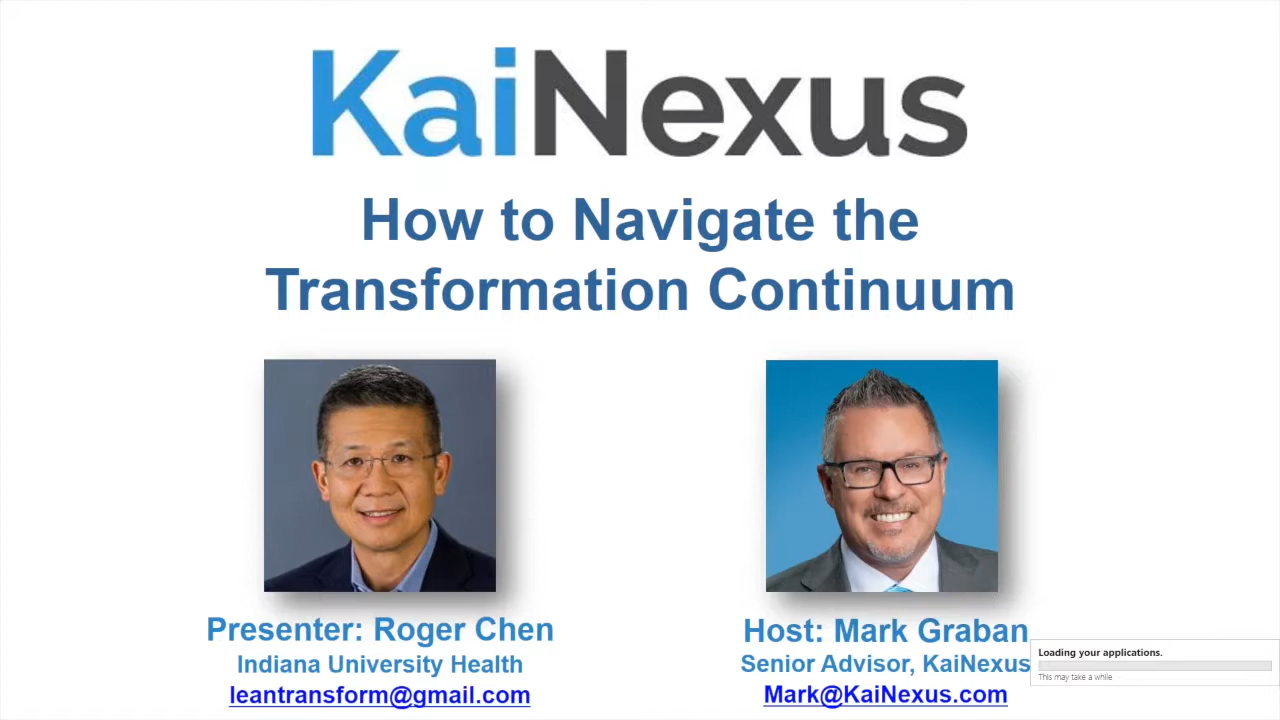 KaiNexus
How to Navigate the
Transformation Continuum
Presenter: Roger Chen
Indiana University Health
leantransform@gmail.com
Host: Mark Graban
Senior Advisor, KaiNexus
Mark@KaiNexus.com
Loading your applications.
This may take a while